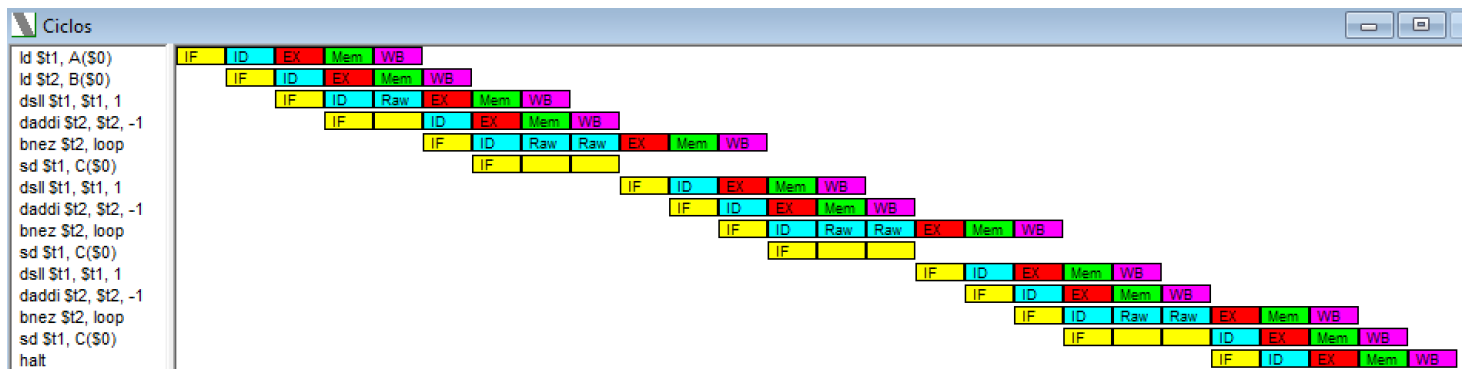 Ciclos
ld $t1, A($0) IF ID EX Mem WB
ld $t2, B($0) IF ID EX Mem WB
dsll $t1, $t1, 1 IF ID Raw EX Mem WB
daddi $t2, $t2, -1 IF ID EX Mem WB
bnez $t2, loop IF ID Raw Raw EX Mem WB
sd $t1, C($0) IF
dsll $t1, $t1, 1 IF ID EX Mem WB
daddi $t2, $t2, -1 IF ID EX Mem WB
bnez $t2, loop IF ID Raw Raw EX Mem WB
sd $t1, C($0) IF
dsll $t1, $t1, 1 IF ID EX Mem WB
daddi $t2, $t2, -1 IF ID EX Mem WB
bnez $t2, loop IF ID Raw Raw EX Mem WB
sd $t1, C($0) IF ID EX Mem WB
halt IF ID EX Mem WB